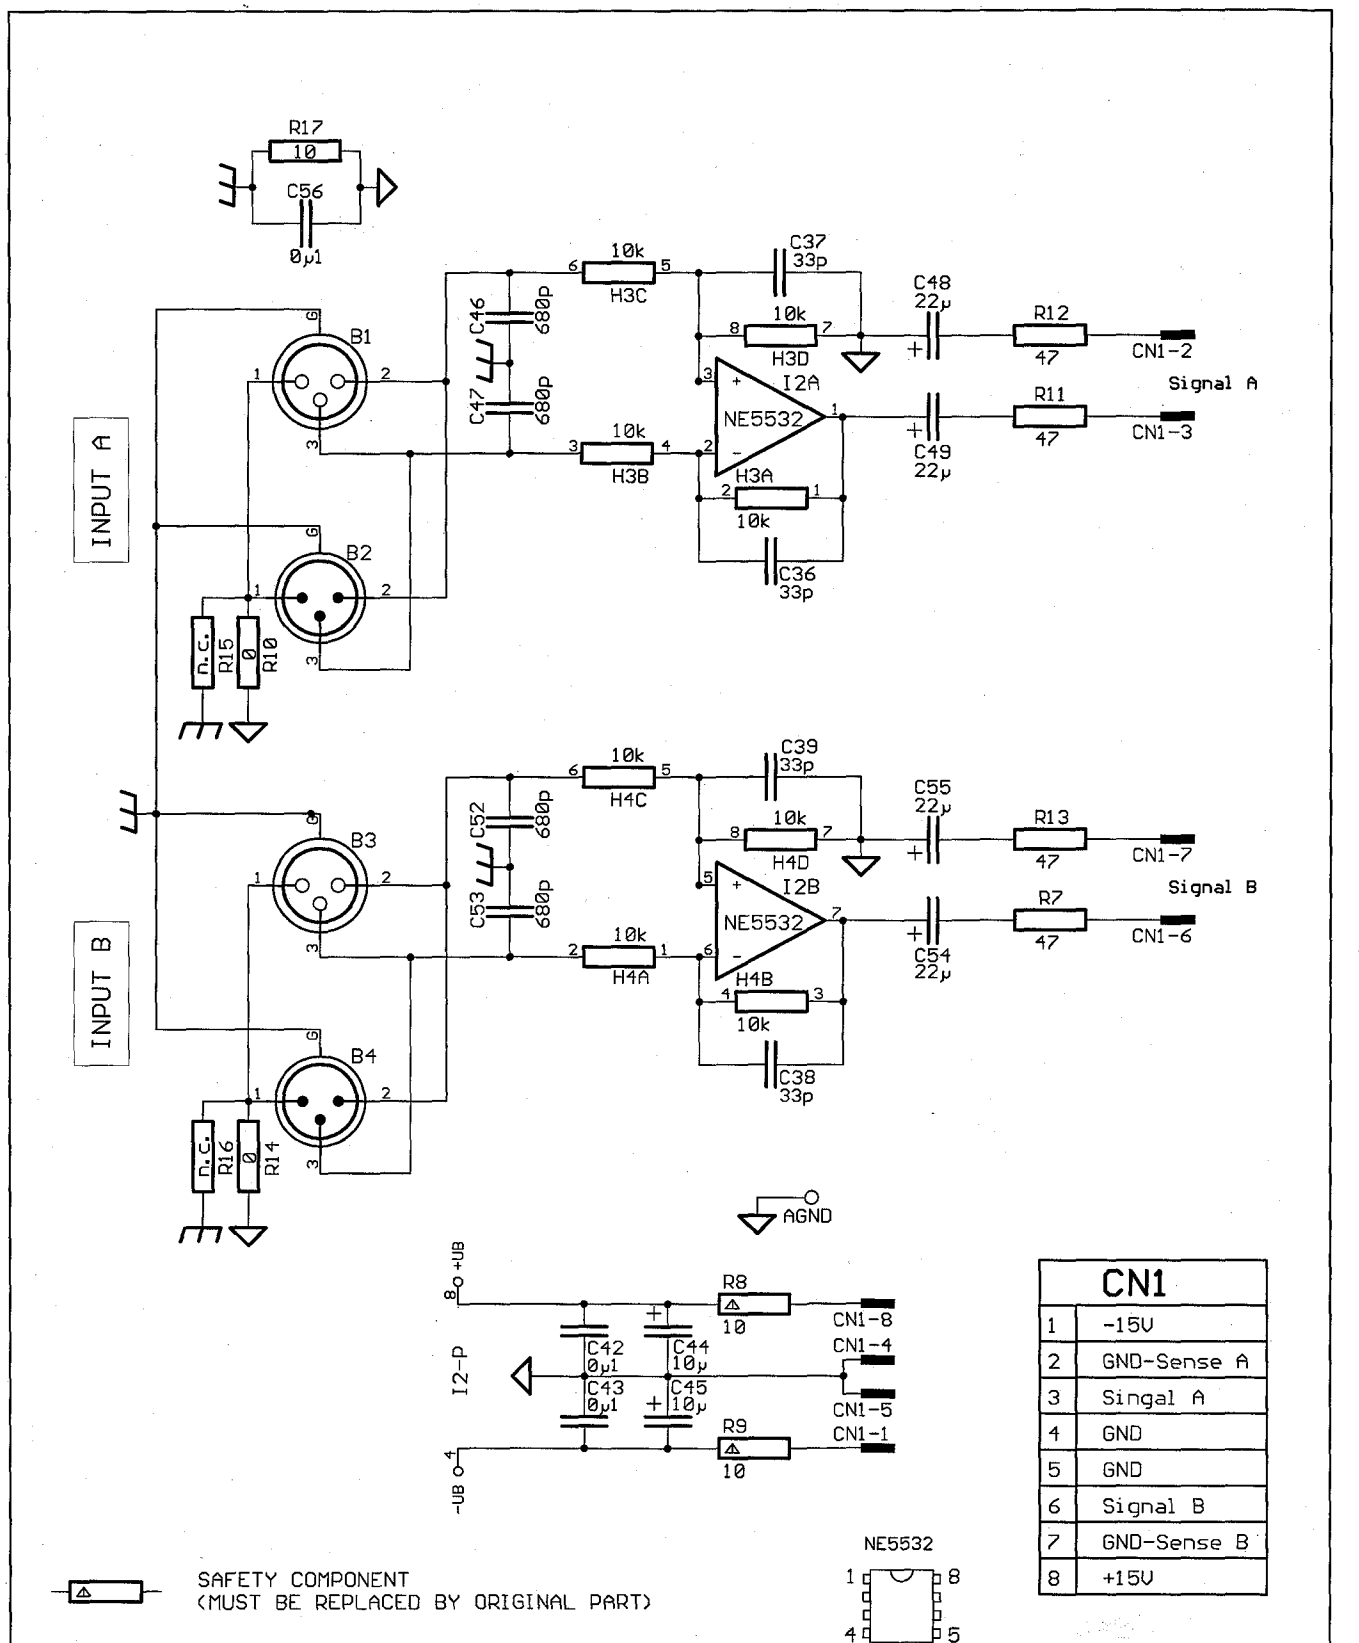 R17
10
C56
0µ1
10k
6
5
H3C
C37
33p
C46
680p
C48
22µ
10k
8
7
H3D
R12
47
CN1-2
G
B1
1
2
3
C47
680p
3
+
I2A
NE5532
1
2
−
Signal A
INPUT A
10k
3
4
H3B
+
C49
22µ
R11
47
CN1-3
H3A
2
1
10k
C36
33p
G
B2
1
2
3
n.c.
R15
0
R10
10k
6
5
H4C
C39
33p
C52
680p
C55
22µ
+
10k
8
7
H4D
R13
47
CN1-7
G
B3
1
2
3
C53
680p
5
+
I2B
NE5532
7
6
−
Signal B
INPUT B
10k
2
1
H4A
+
C54
22µ
R7
47
CN1-6
H4B
4
3
10k
C38
33p
G
B4
1
2
3
n.c.
R16
0
R14
AGND
+UB
8
R8
10
CN1-8
+
C42
0µ1
C44
10µ
CN1-4
I2-P
C43
0µ1
+
C45
10µ
CN1-5
R9
10
CN1-1
4
-UB
CN1
1 -15V
2 GND-Sense A
3 Singal A
4 GND
5 GND
6 Signal B
7 GND-Sense B
8 +15V
NE5532
1 8
4 5
SAFETY COMPONENT
(MUST BE REPLACED BY ORIGINAL PART)